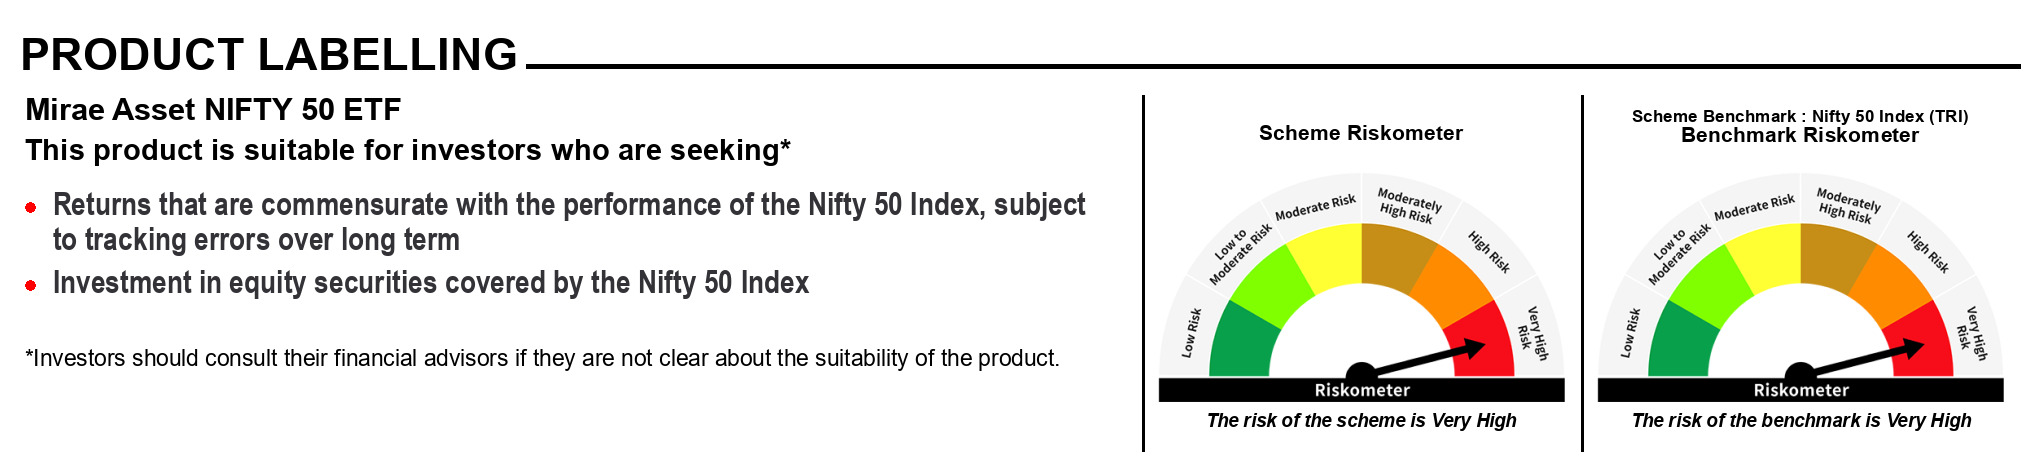 PRODUCT LABELLING
Mirae Asset NIFTY 50 ETF
This product is suitable for investors who are seeking*
• Returns that are commensurate with the performance of the Nifty 50 Index, subject
to tracking errors over long term
• Investment in equity securities covered by the Nifty 50 Index
*Investors should consult their financial advisors if they are not clear about the suitability of the product.
Scheme Riskometer
Low Risk
Low to
Moderate Risk
Moderate Risk
Moderately
High Risk
High Risk
Very High
Risk
Riskometer
The risk of the scheme is Very High
Scheme Benchmark : Nifty 50 Index (TRI)
Benchmark Riskometer
Low Risk
Low to
Moderate Risk
Moderate Risk
Moderately
High Risk
High Risk
Very High
Risk
Riskometer
The risk of the benchmark is Very High